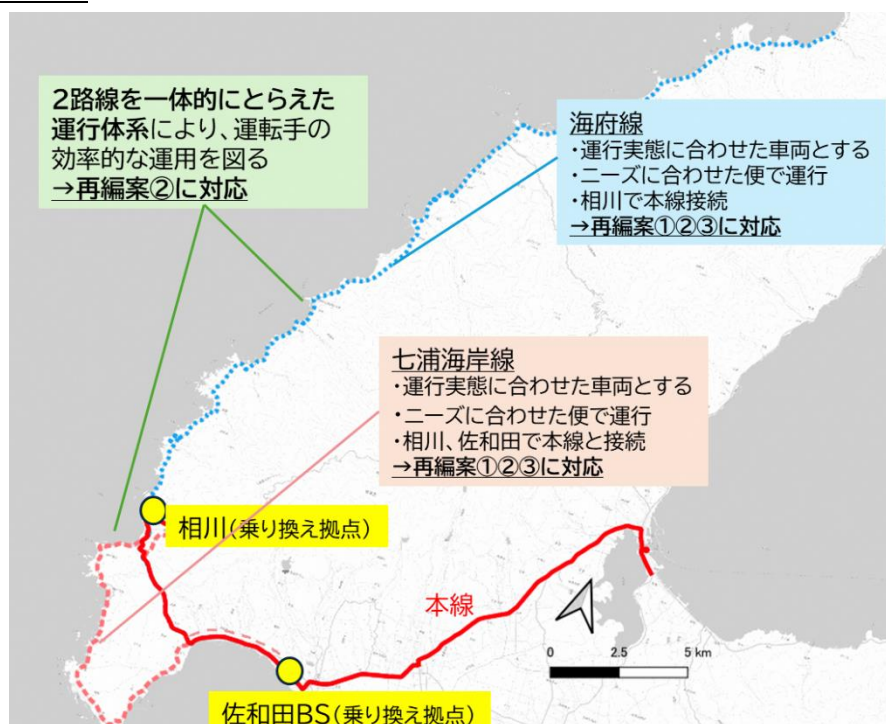 2路線を一体的にとらえた
運行体系により、運転手の
効率的な運用を図る
→再編案②に対応
海府線
・運行実態に合わせた車両とする
・ニーズに合わせた便で運行
・相川で本線接続
→再編案①②③に対応
七浦海岸線
・運行実態に合わせた車両とする
・ニーズに合わせた便で運行
・相川、佐和田で本線と接続
→再編案①②③に対応
相川(乗り換え拠点)
本線
0 2.5 5 km
佐和田BS(乗り換え拠点)